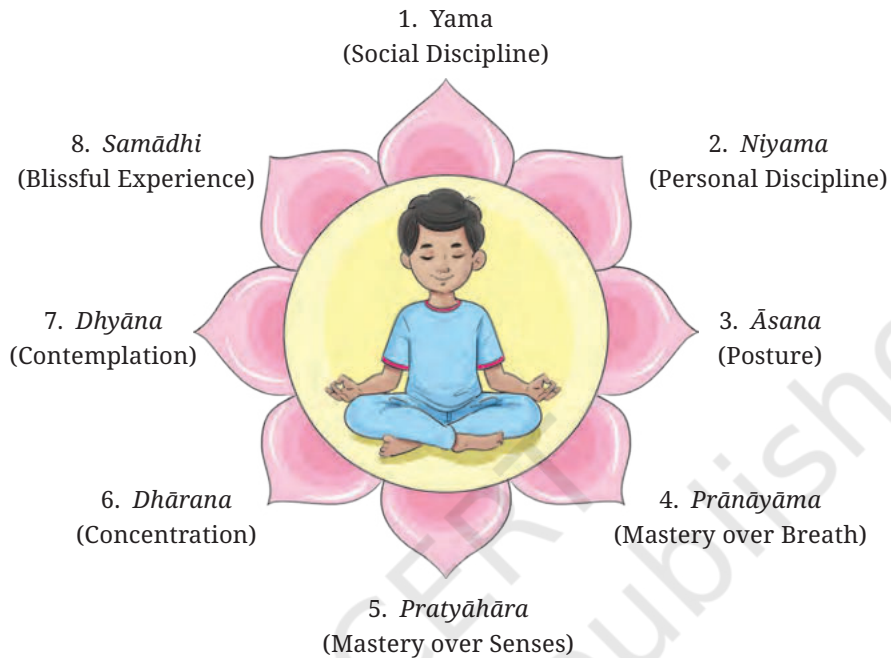 1. Yama
(Social Discipline)
2. Niyama
(Personal Discipline)
3. Āsana
(Posture)
4. Prānāyāma
(Mastery over Breath)
5. Pratyāhāra
(Mastery over Senses)
6. Dhārana
(Concentration)
7. Dhyāna
(Contemplation)
8. Samādhi
(Blissful Experience)